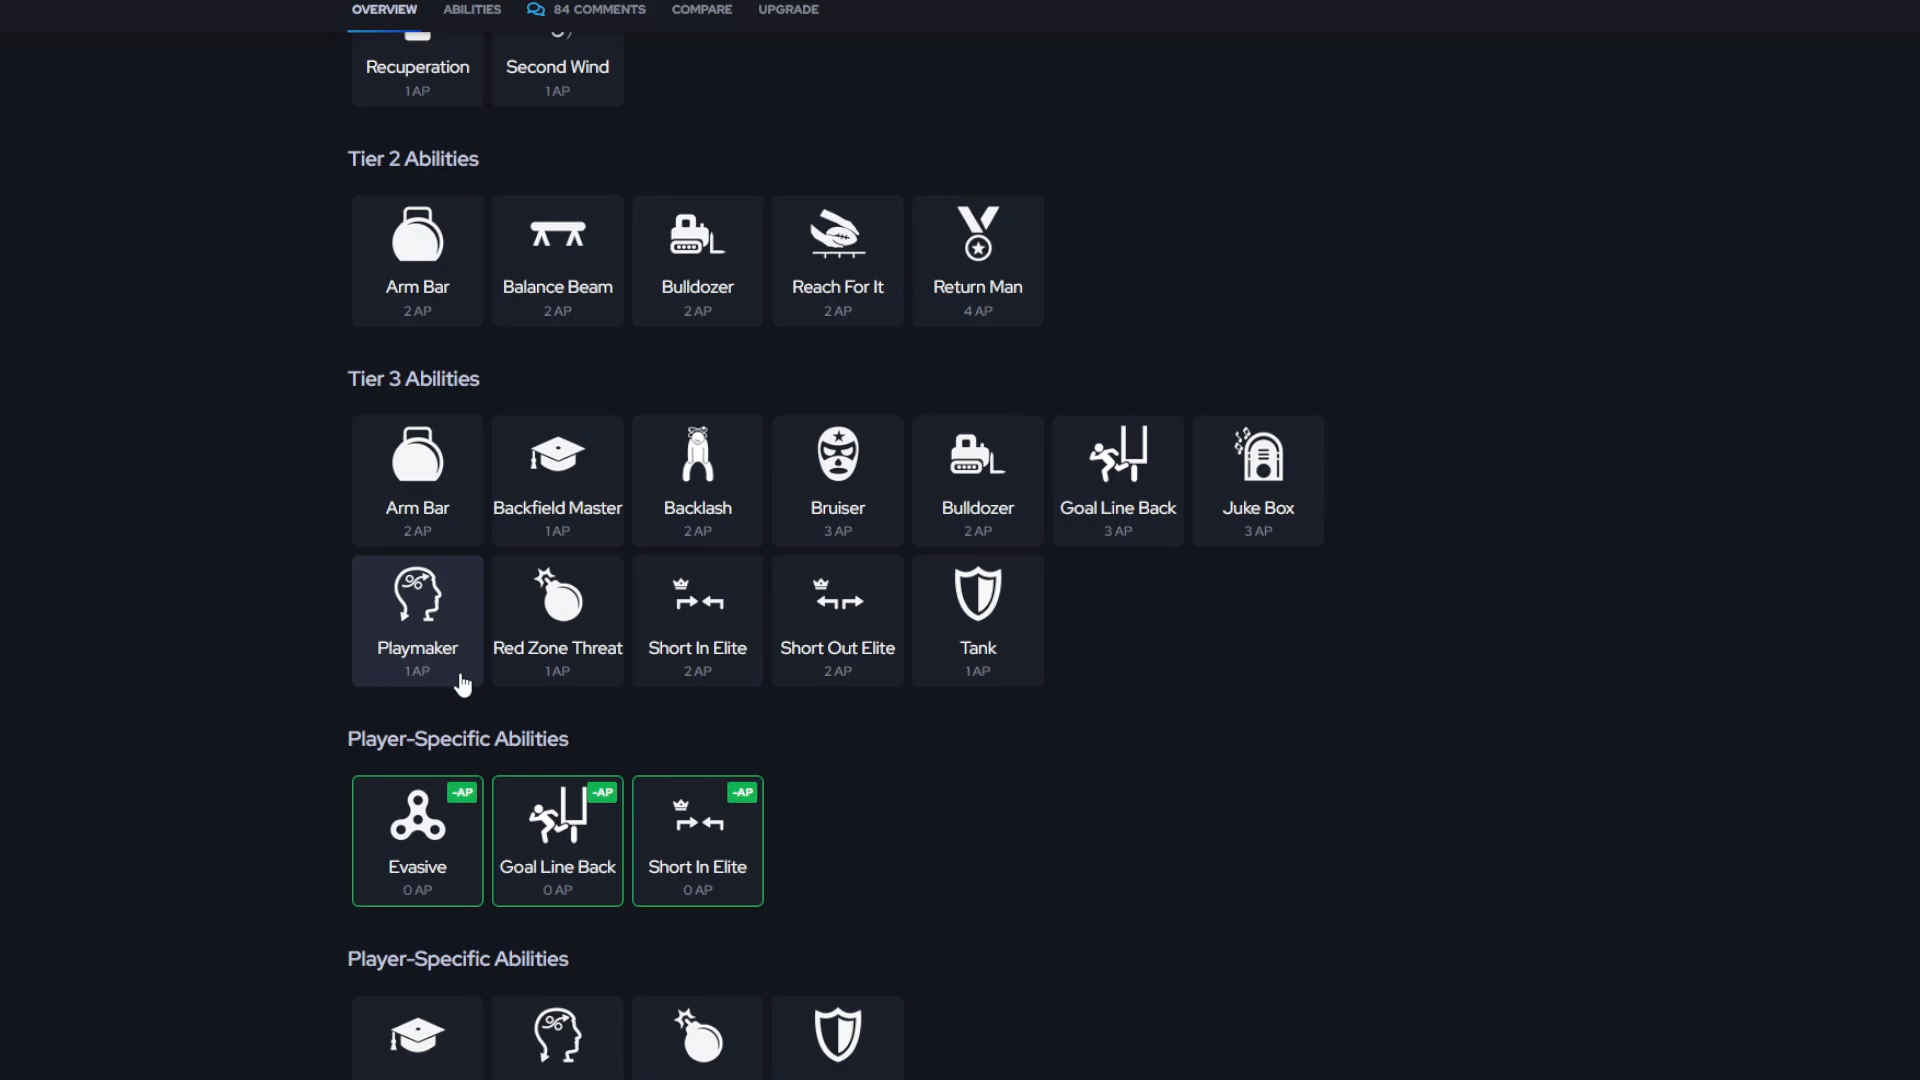 OVERVIEW ABILITIES 84 COMMENTS COMPARE UPGRADE
Recuperation Second Wind
1 AP 1 AP
Tier 2 Abilities
Arm Bar Balance Beam Bulldozer Reach For It Return Man
2 AP 2 AP 2 AP 2 AP 4 AP
Tier 3 Abilities
Arm Bar Backfield Master Backlash Bruiser Bulldozer Goal Line Back Juke Box
2 AP 1 AP 2 AP 3 AP 2 AP 3 AP 3 AP
%
Playmaker Red Zone Threat Short In Elite Short Out Elite Tank
1 AP 1 AP 2 AP 2 AP 1 AP
Player-Specific Abilities
-AP -AP -AP
Evasive Goal Line Back Short In Elite
0 AP 0 AP 0 AP
Player-Specific Abilities
%